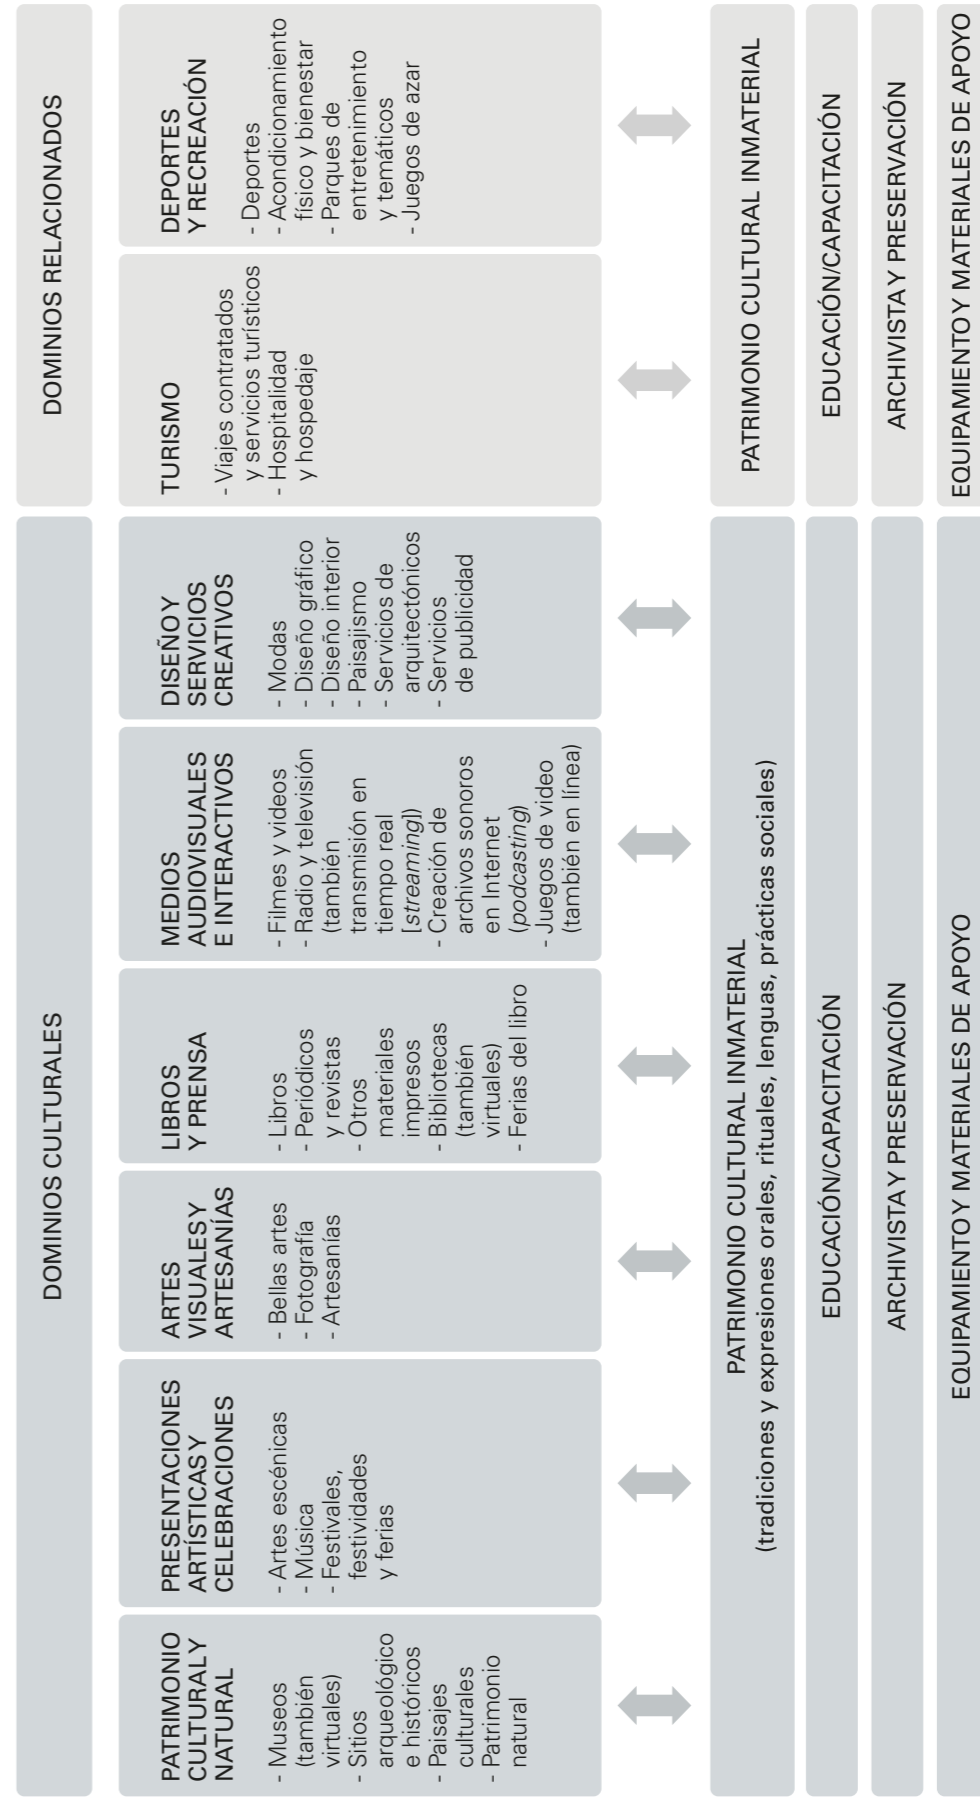 DOMINIOS CULTURALES
DOMINIOS RELACIONADOS
PATRIMONIO
CULTURAL Y
NATURAL
- Museos
(también
virtuales)
- Sitios
arqueológico
e históricos
- Paisajes
culturales
- Patrimonio
natural
PRESENTACIONES
ARTÍSTICAS Y
CELEBRACIONES
- Artes escénicas
- Música
- Festivales,
festividades
y ferias
ARTES
VISUALES Y
ARTESANÍAS
- Bellas artes
- Fotografía
- Artesanías
LIBROS
Y PRENSA
- Libros
- Periódicos
y revistas
- Otros
materiales
impresos
- Bibliotecas
(también
virtuales)
- Ferias del libro
MEDIOS
AUDIOVISUALES
E INTERACTIVOS
- Filmes y videos
- Radio y televisión
(también
transmisión en
tiempo real
[streaming])
- Creación de
archivos sonoros
en Internet
(podcasting)
- Juegos de video
(también en línea)
DISEÑO Y
SERVICIOS
CREATIVOS
- Modas
- Diseño gráfico
- Diseño interior
- Paisajismo
- Servicios de
arquitectónicos
- Servicios
de publicidad
TURISMO
- Viajes contratados
y servicios turísticos
- Hospitalidad
y hospedaje
DEPORTES
Y RECREACIÓN
- Deportes
- Acondicionamiento
físico y bienestar
- Parques de
entretenimiento
y temáticos
- Juegos de azar
PATRIMONIO CULTURAL INMATERIAL
(tradiciones y expresiones orales, rituales, lenguas, prácticas sociales)
PATRIMONIO CULTURAL INMATERIAL
EDUCACIÓN/CAPACITACIÓN
EDUCACIÓN/CAPACITACIÓN
ARCHIVISTA Y PRESERVACIÓN
ARCHIVISTA Y PRESERVACIÓN
EQUIPAMIENTO Y MATERIALES DE APOYO
EQUIPAMIENTO Y MATERIALES DE APOYO